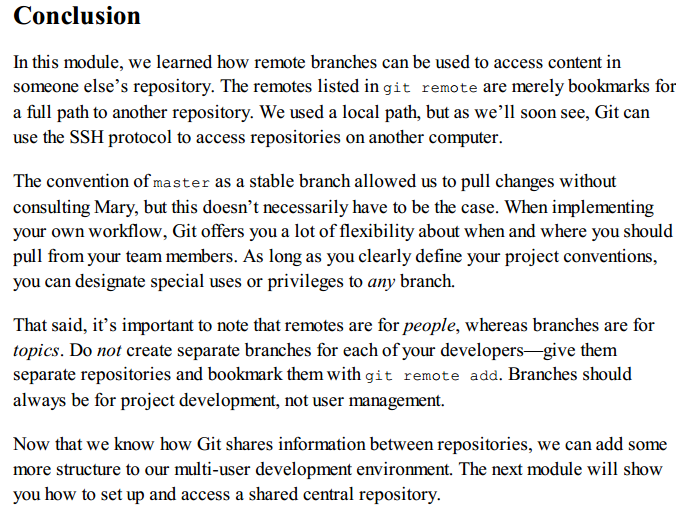 Conclusion
In this module, we learned how remote branches can be used to access content in
someone else’s repository. The remotes listed in git remote are merely bookmarks for
a full path to another repository. We used a local path, but as we’ll soon see, Git can
use the SSH protocol to access repositories on another computer.
The convention of master as a stable branch allowed us to pull changes without
consulting Mary, but this doesn’t necessarily have to be the case. When implementing
your own workflow, Git offers you a lot of flexibility about when and where you should
pull from your team members. As long as you clearly define your project conventions,
you can designate special uses or privileges to any branch.
That said, it’s important to note that remotes are for people, whereas branches are for
topics. Do not create separate branches for each of your developers—give them
separate repositories and bookmark them with git remote add. Branches should
always be for project development, not user management.
Now that we know how Git shares information between repositories, we can add some
more structure to our multi-user development environment. The next module will show
you how to set up and access a shared central repository.